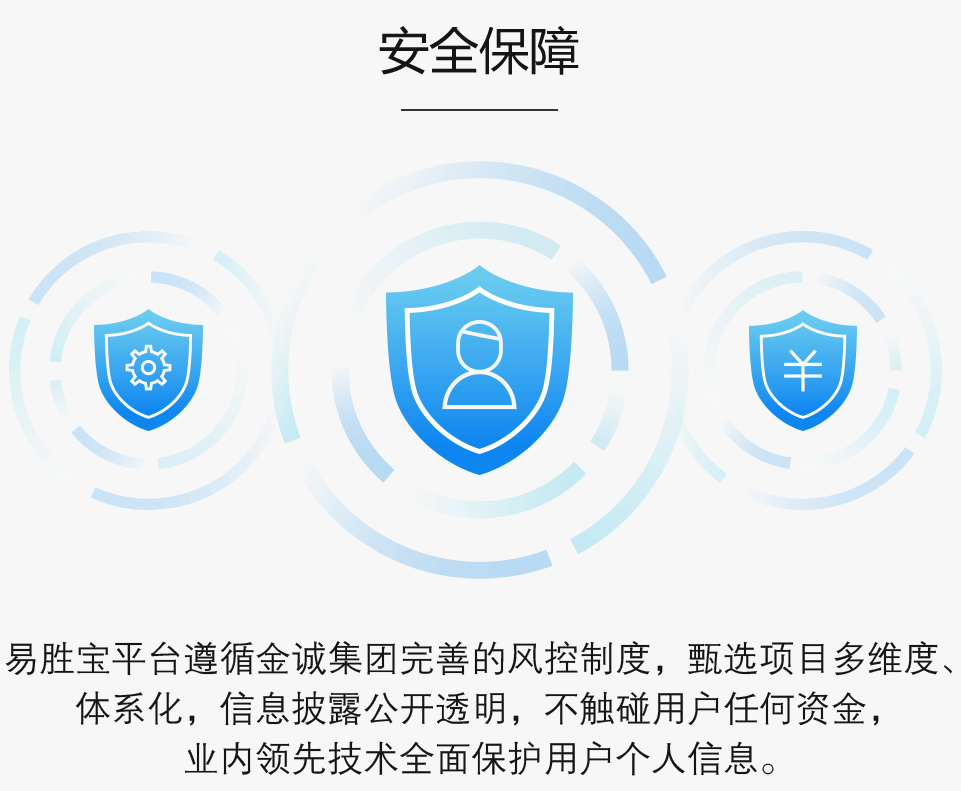 安全保障
易胜宝平台遵循金诚集团完善的风控制度，甄选项目多维度、
体系化，信息披露公开透明，不触碰用户任何资金，
业内领先技术全面保护用户个人信息。